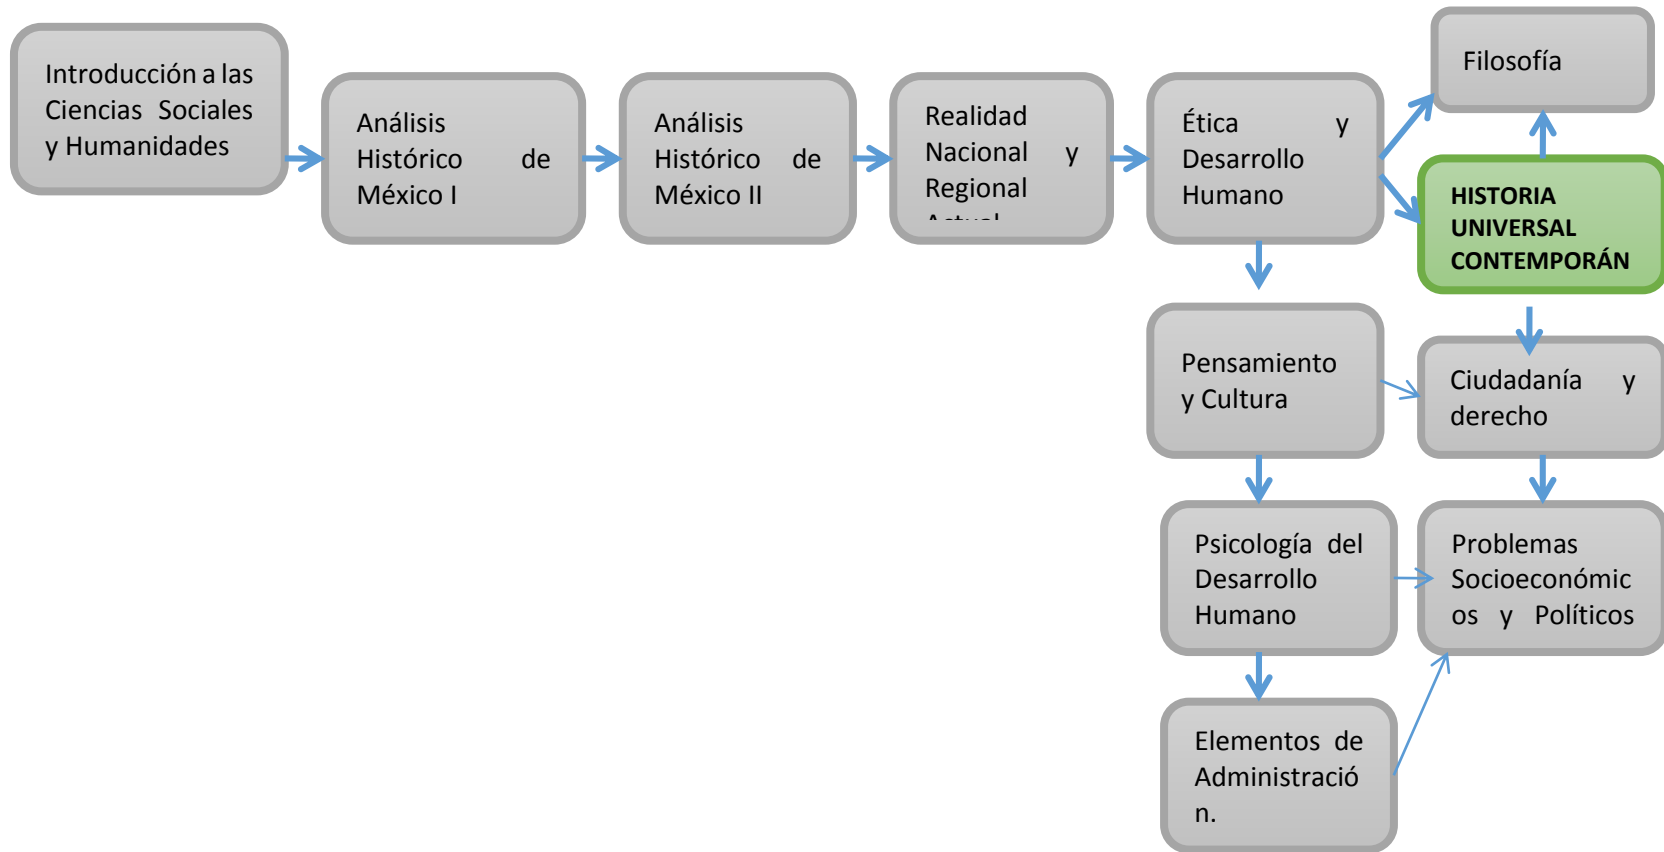 Introducción a las
Ciencias Sociales
y Humanidades
Análisis
Histórico de
México I
Análisis
Histórico de
México II
Realidad
Nacional y
Regional
Actual
Ética y
Desarrollo
Humano
Filosofía
HISTORIA
UNIVERSAL
CONTEMPORÁN
Pensamiento
y Cultura
Ciudadanía y
derecho
Psicología del
Desarrollo
Humano
Problemas
Socioeconómic
os y Políticos
Elementos de
Administració
n.